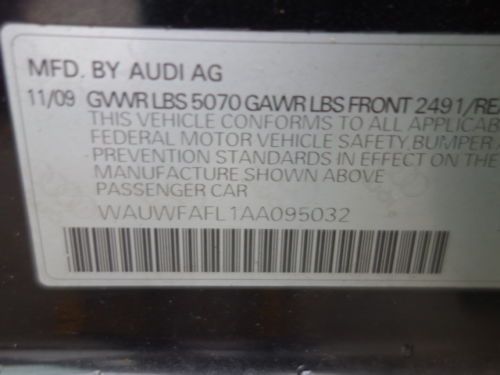 MFD. BY AUDI AG
11/09 GVWR LBS 5070 GAWR LBS FRONT 2491/REA
THIS VEHICLE CONFORMS TO ALL APPLICAB
FEDERAL MOTOR VEHICLE SAFETY BUMPER
PREVENTION STANDARDS IN EFFECT ON THE
MANUFACTURE SHOWN ABOVE
PASSENGER CAR
WAUWFAFL1AA095032